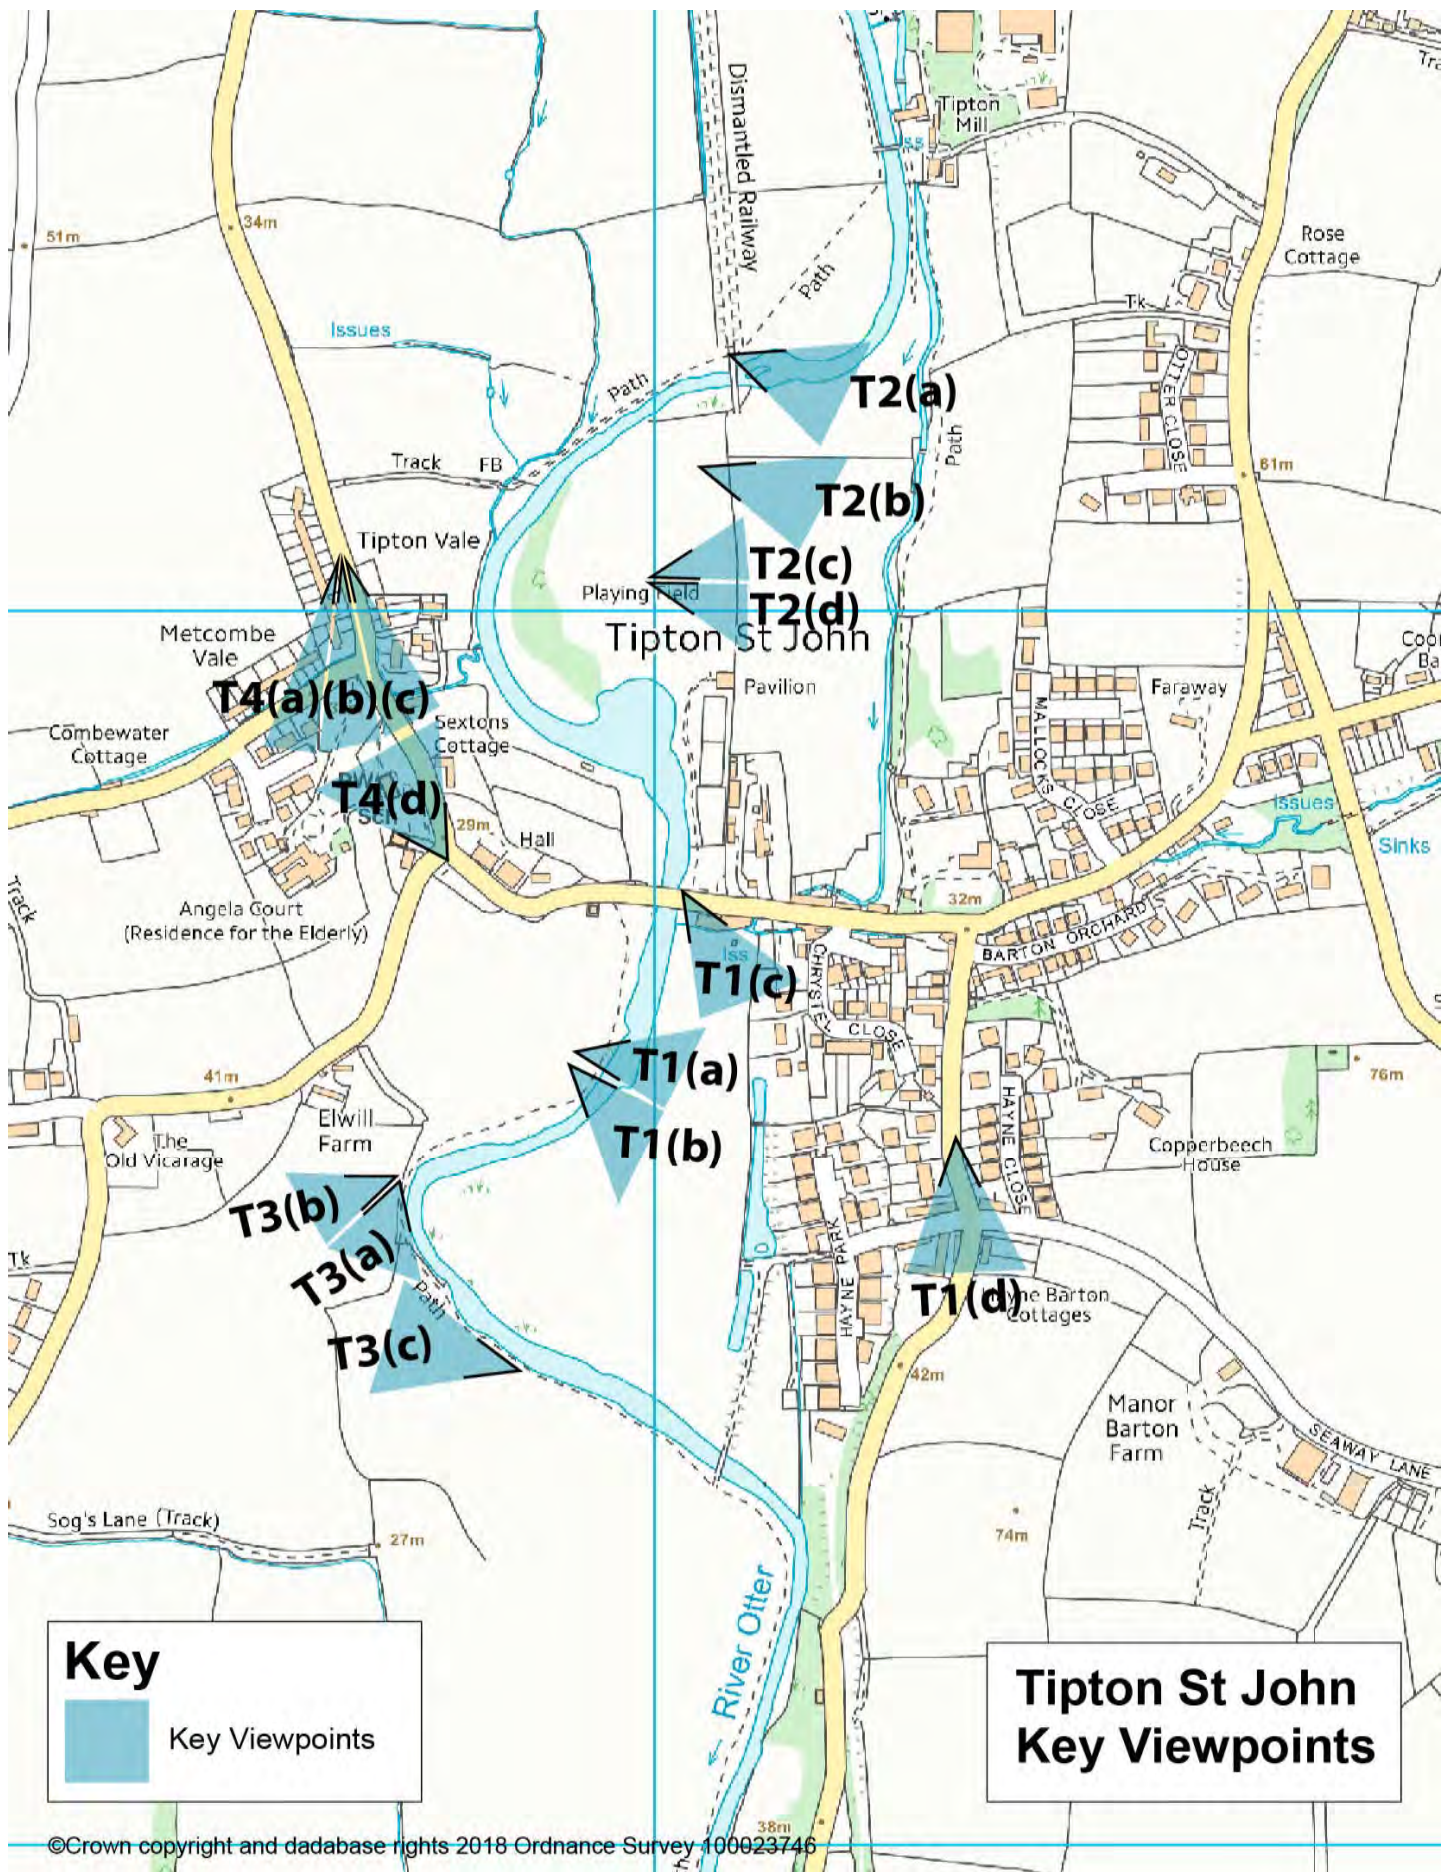 Tipton
Mill
Dismantled Railway
SS
34m
51m
Rose
Cottage
Path
Tk
Issues
OTTER CLOSE
Path
T2(a)
Path
Track
FB
61m
T2(b)
Tipton Vale
T2(c)
Playing Field
T2(d)
Metcombe
Vale
Tipton St John
Pavilion
Faraway
T4(a)(b)(c)
MALLOCKS CLOSE
Combewater
Cottage
Sextons
Cottage
T4(d)
Issues
29m
Hall
Sinks
Track
32m
Angela Court
(Residence for the Elderly)
BARTON ORCHARD
Iss
T1(c)
CHRYSTEL CLOSE
T1(a)
41m
76m
Elwill
Farm
HAYNE CLOSE
The
Old Vicarage
T1(b)
Copperbeech
House
T3(b)
T3(a)
Tk
Path
HAYNE PARK
T1(d)
Hayne Barton
Cottages
T3(c)
42m
Manor
Barton
Farm
SEAWAY LANE
Track
Sog's Lane (Track)
27m
74m
River Otter
Key
Key Viewpoints
Tipton St John
Key Viewpoints
38m
©Crown copyright and dadabase rights 2018 Ordnance Survey 100023746